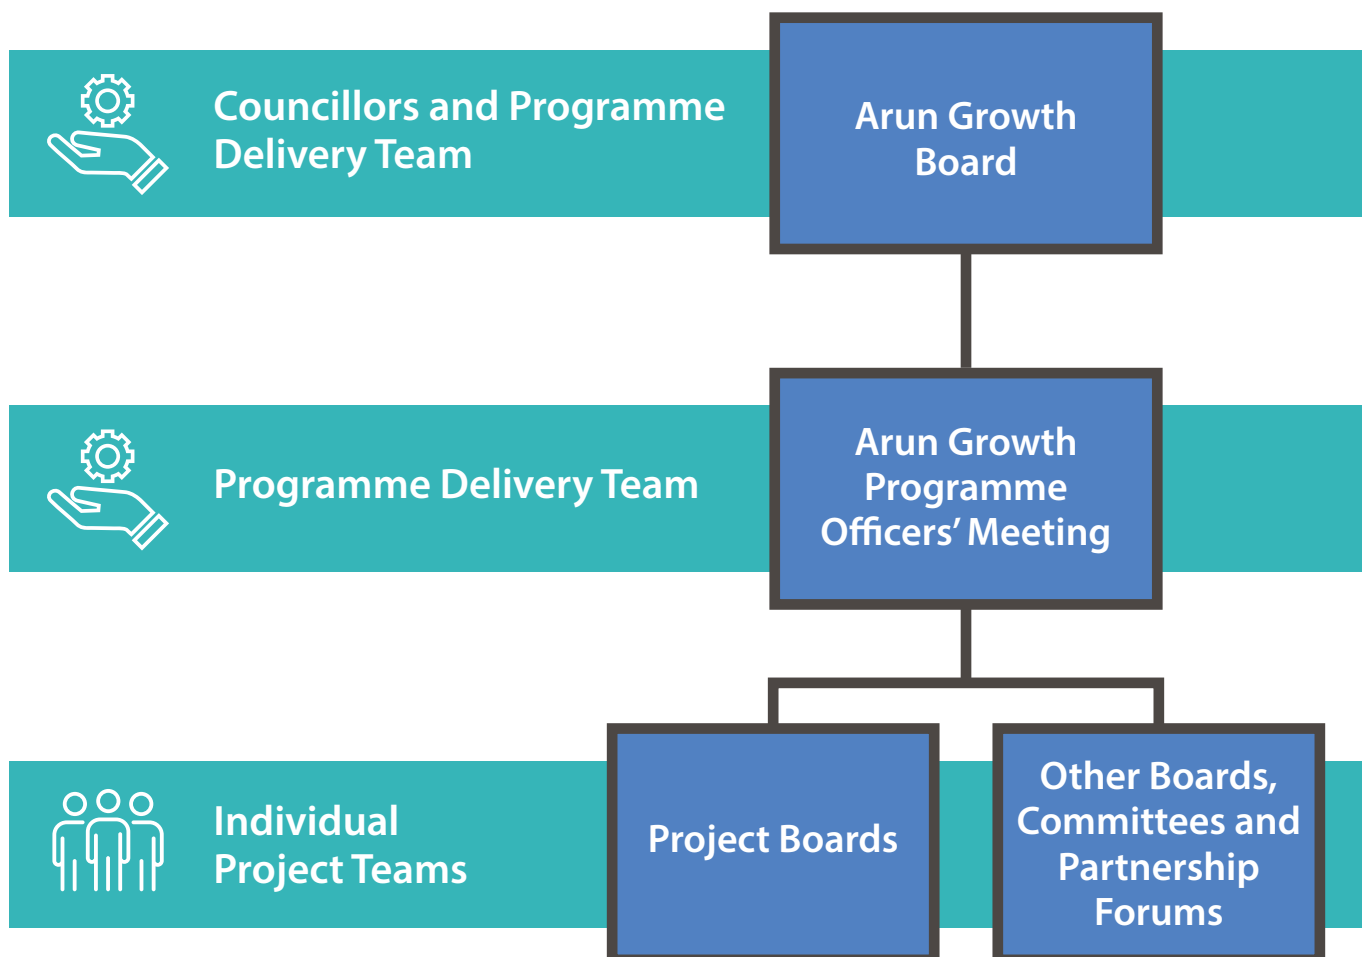 Councillors and Programme
Delivery Team
Arun Growth
Board
Programme Delivery Team
Arun Growth
Programme
Officers’ Meeting
Individual
Project Teams
Project Boards
Other Boards,
Committees and
Partnership
Forums